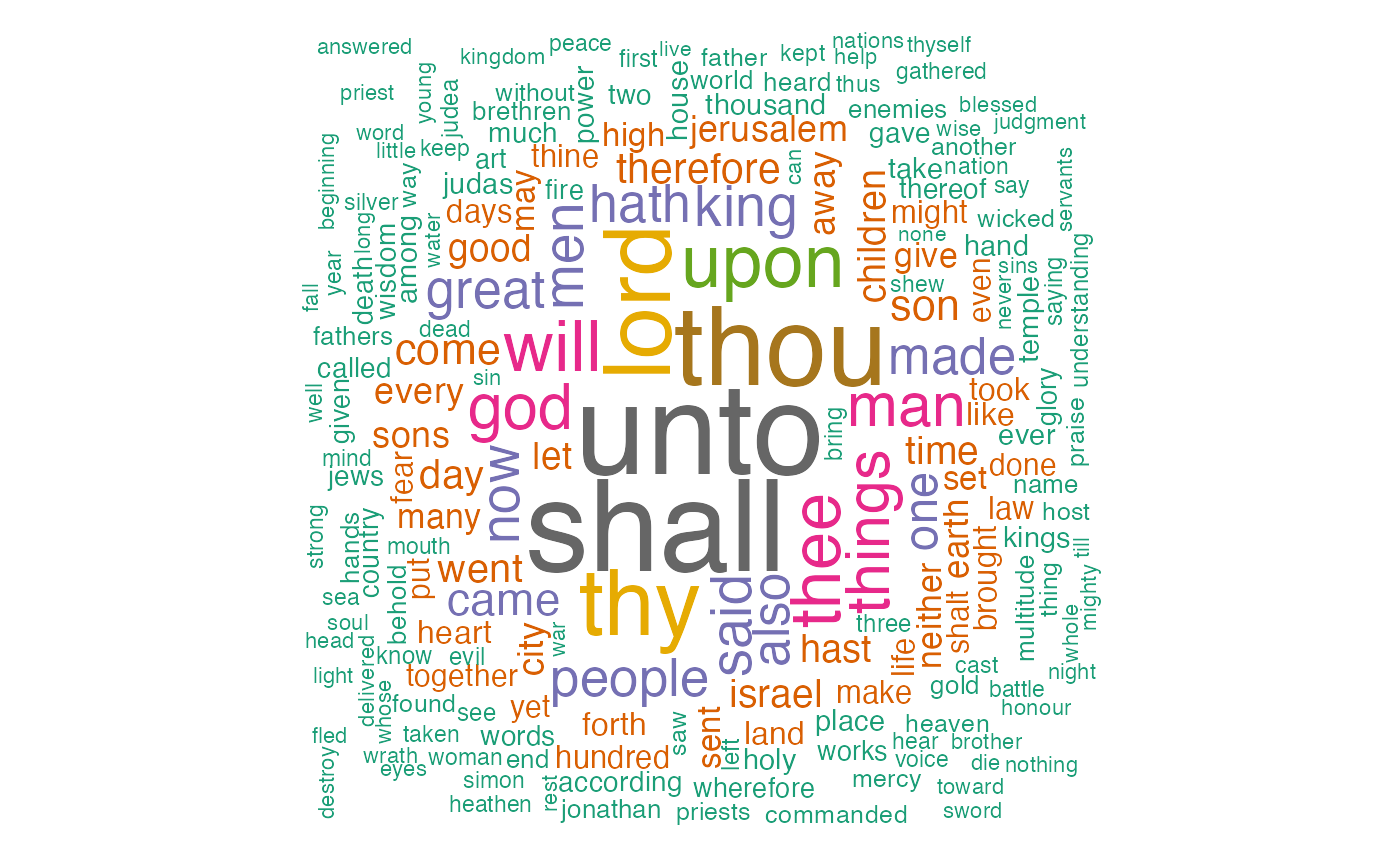 answered
kingdom
peace
first
live
father
kept
nations
help
thyself
priest
young
judea
without
brethren
much
power
two
house
world
heard
thus
gathered
thousand
enemies
blessed
word
little
keep
art
thine
high
jerusalem
gave
wise
judgment
another
beginning
way
judas
may
fire
therefore
can
away
children
take
nation
thereof
say
servants
silver
long
among
water
days
good
men
hath
king
might
none
wicked
hand
year
death
wisdom
great
lord
upon
give
shew
son
even
sins
never
temple
saying
understanding
fall
fathers
dead
come
will
thou
made
called
sin
every
god
unto
man
took
like
glory
praise
well
given
sons
let
bring
time
ever
done
mind
jews
fear
day
now
shall
thee
things
one
set
name
law
host
strong
hands
country
many
mouth
put
went
kings
till
earth
brought
neither
shalt
multitude
thing
mighty
whole
sea
behold
came
thy
said
also
soul
head
heart
city
war
hast
three
life
know
evil
light
delivered
together
people
israel
make
cast
gold
battle
night
honour
whose
found
see
yet
forth
saw
sent
left
land
place
heaven
fled
taken
words
hear
brother
wrath
woman
end
hundred
holy
works
voice
die
nothing
eyes
destroy
simon
rest
according
wherefore
mercy
toward
heathen
jonathan
priests
commanded
sword